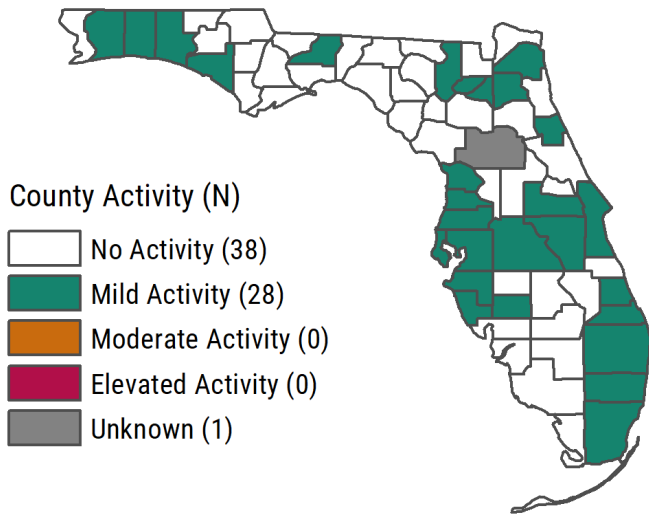 County Activity (N)
No Activity (38)
Mild Activity (28)
Moderate Activity (0)
Elevated Activity (0)
Unknown (1)